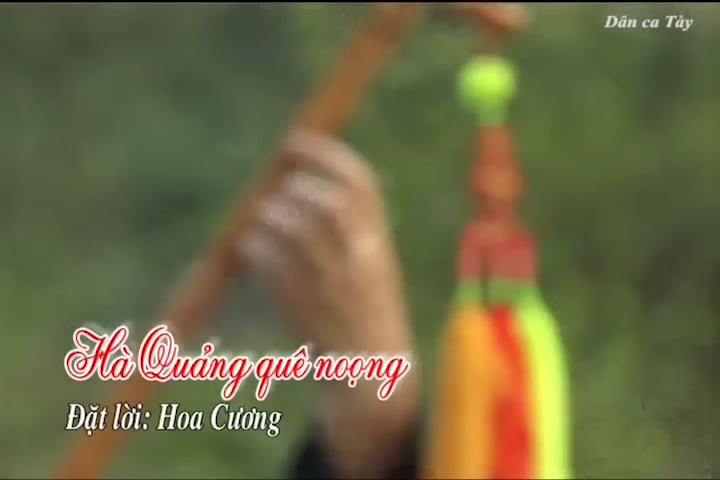 Dân ca Tày
Hà Quảng quê noọng
Đặt lời: Hoa Cương